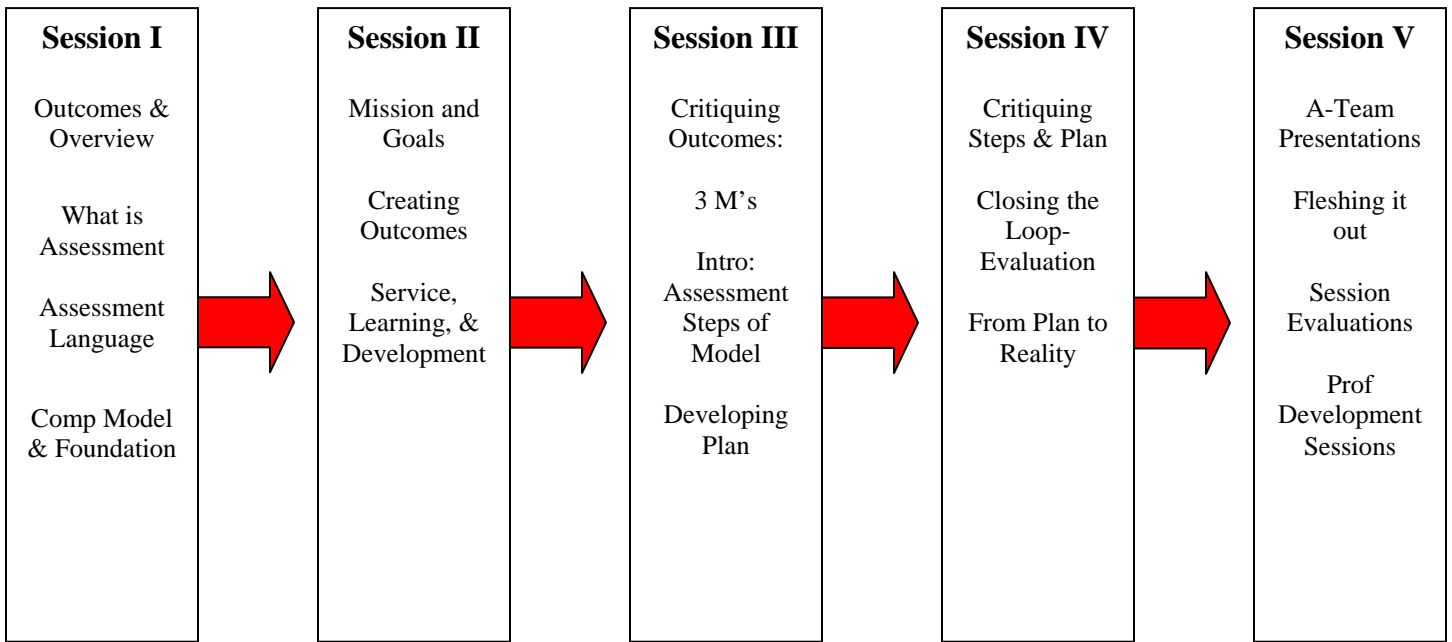 Session I
Outcomes &
Overview
What is
Assessment
Assessment
Language
Comp Model
& Foundation
Session II
Mission and
Goals
Creating
Outcomes
Service,
Learning, &
Development
Session III
Critiquing
Outcomes:
3 M’s
Intro:
Assessment
Steps of
Model
Developing
Plan
Session IV
Critiquing
Steps & Plan
Closing the
Loop-
Evaluation
From Plan to
Reality
Session V
A-Team
Presentations
Fleshing it
out
Session
Evaluations
Prof
Development
Sessions